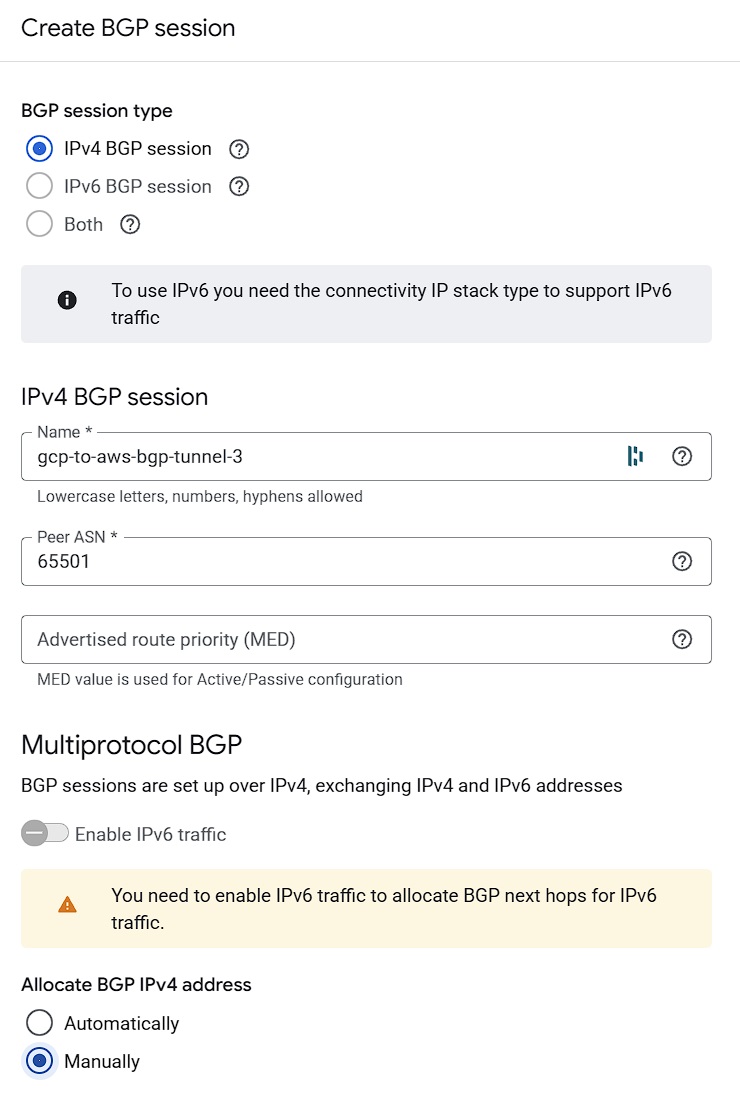 Create BGP session
BGP session type
IPv4 BGP session
IPv6 BGP session
Both
To use IPv6 you need the connectivity IP stack type to support IPv6
traffic
IPv4 BGP session
Name *
gcp-to-aws-bgp-tunnel-3
Lowercase letters, numbers, hyphens allowed
Peer ASN *
65501
Advertised route priority (MED)
MED value is used for Active/Passive configuration
Multiprotocol BGP
BGP sessions are set up over IPv4, exchanging IPv4 and IPv6 addresses
Enable IPv6 traffic
You need to enable IPv6 traffic to allocate BGP next hops for IPv6
traffic.
Allocate BGP IPv4 address
Automatically
Manually